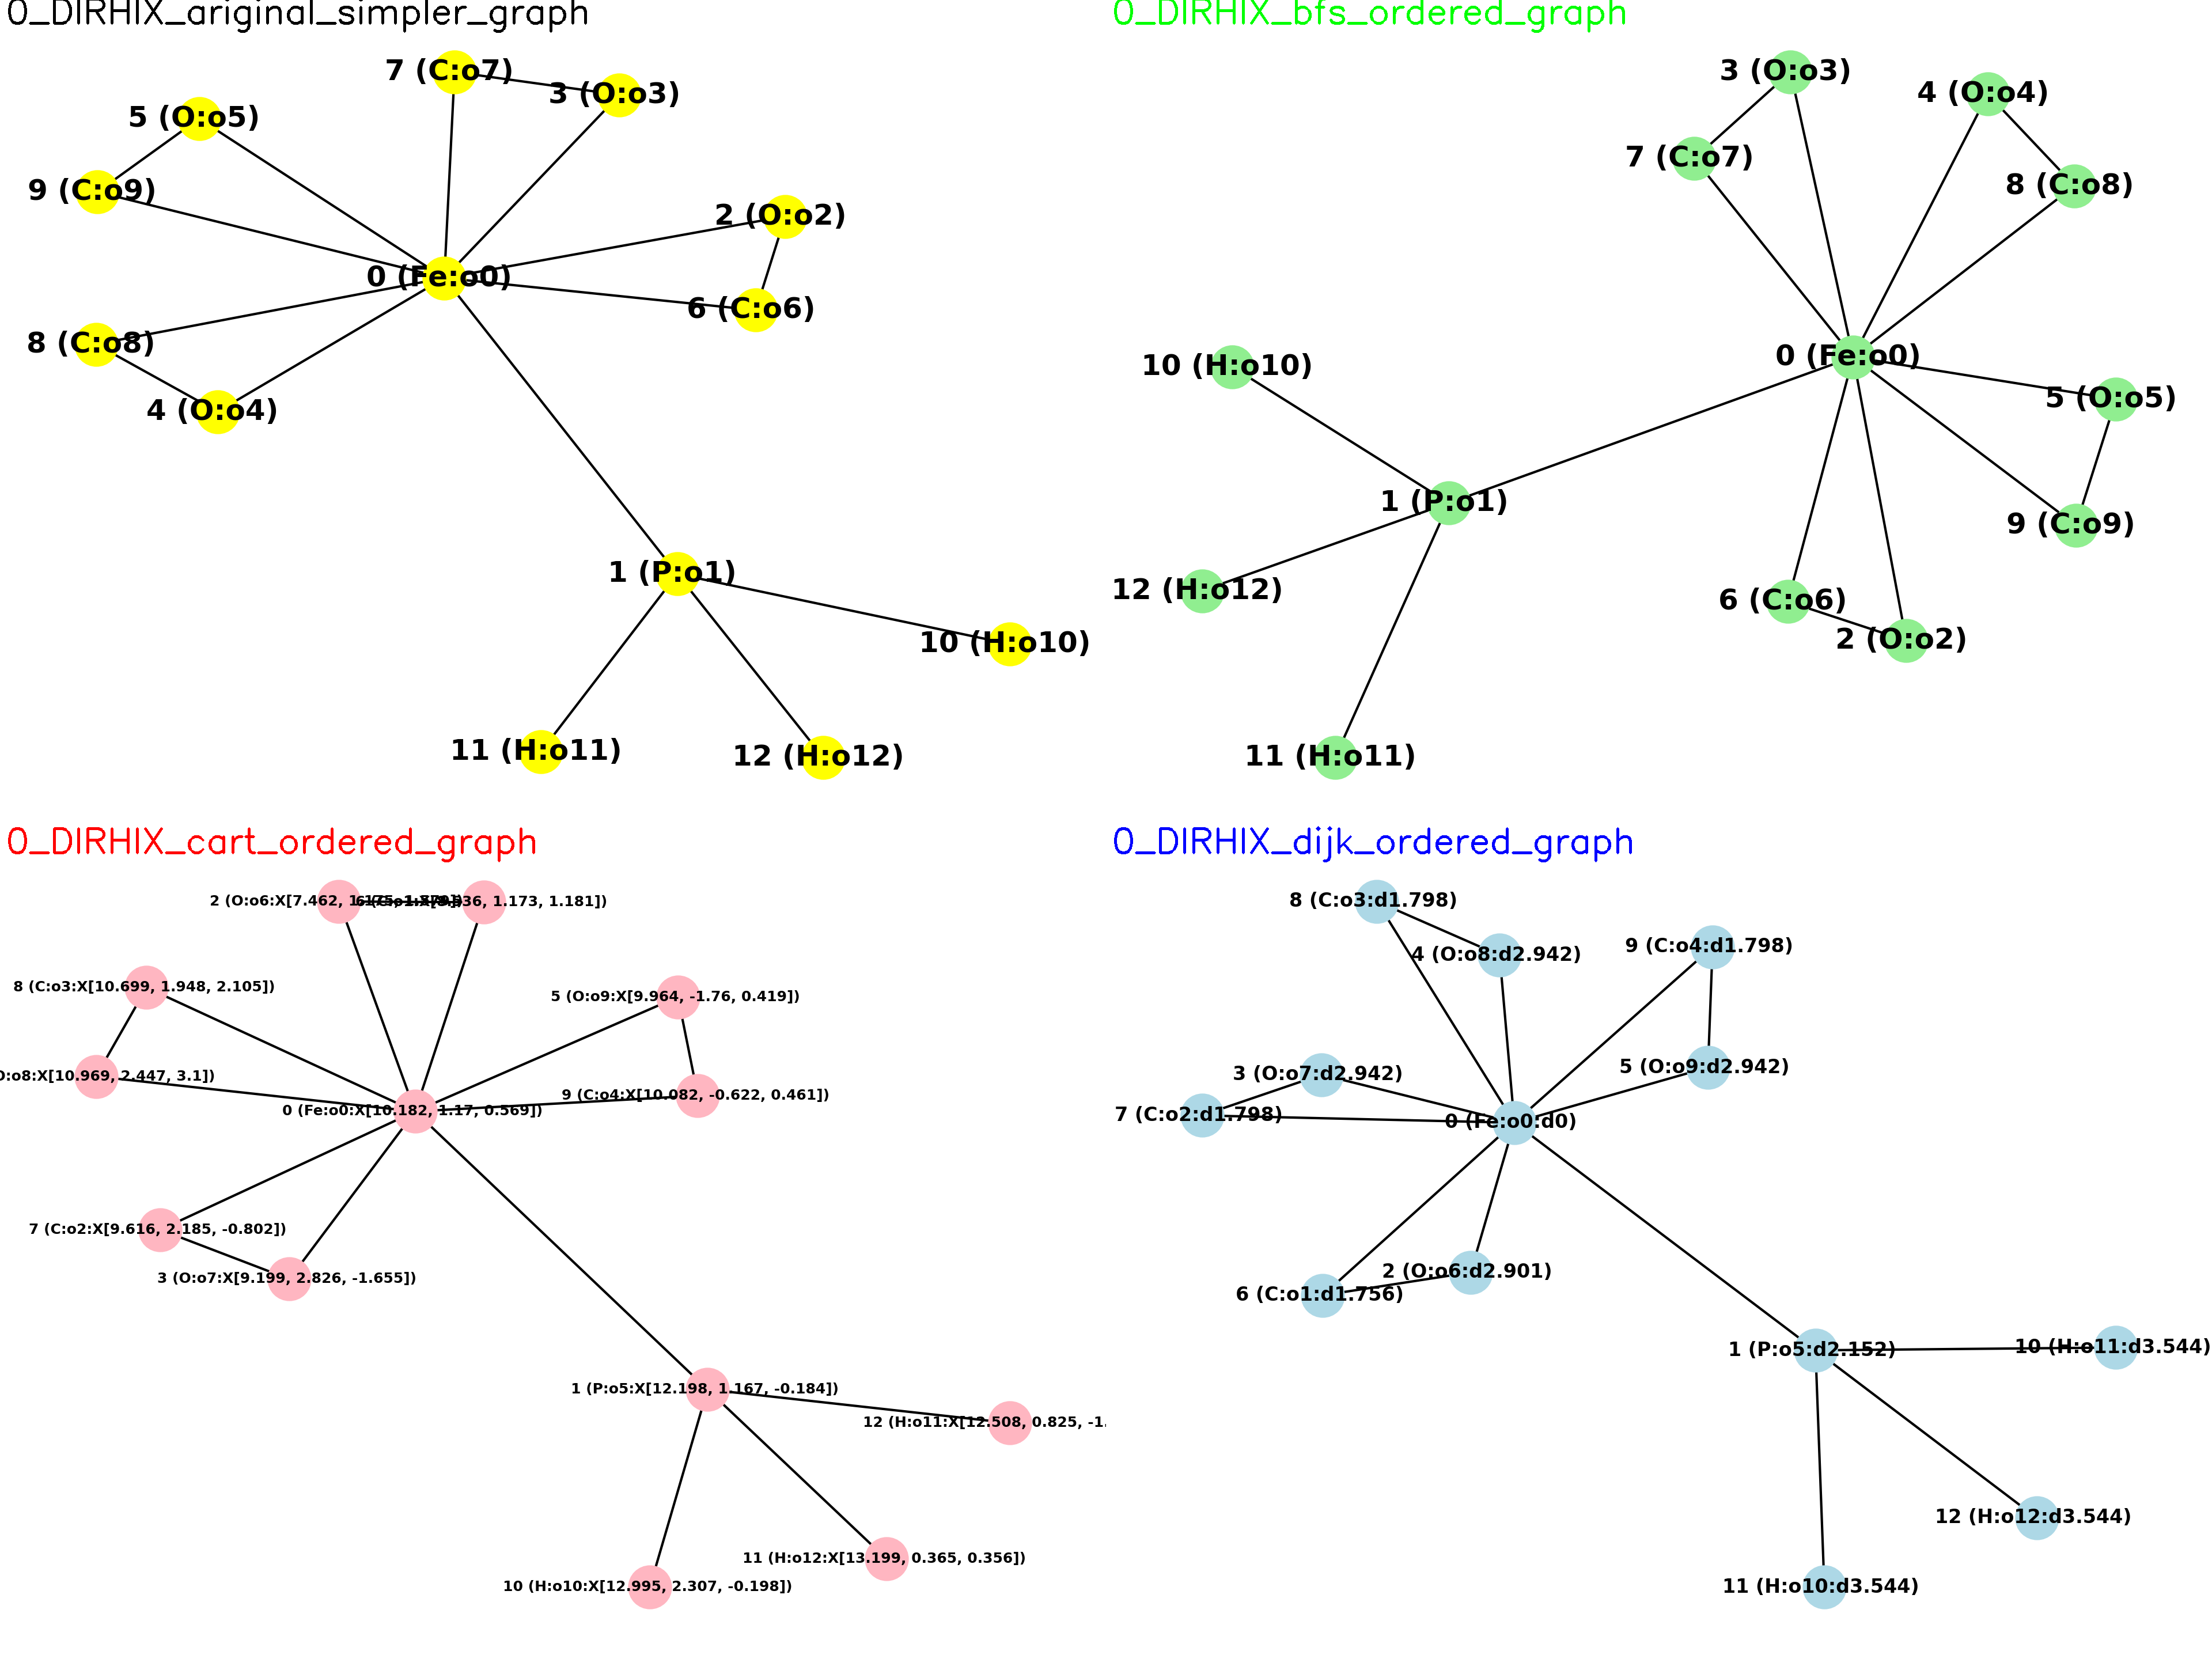 0_DIRHIX_ariginal_simpler_graph
7 (C:o7)
3 (O:o3)
5 (O:o5)
9 (C:o9)
2 (O:o2)
0 (Fe:o0)
6 (C:o6)
8 (C:o8)
4 (O:o4)
1 (P:o1)
10 (H:o10)
11 (H:o11)
12 (H:o12)
0_DIRHIX_bfs_ordered_graph
3 (O:o3)
4 (O:o4)
7 (C:o7)
8 (C:o8)
0 (Fe:o0)
10 (H:o10)
5 (O:o5)
1 (P:o1)
9 (C:o9)
12 (H:o12)
6 (C:o6)
2 (O:o2)
11 (H:o11)
0_DIRHIX_cart_ordered_graph
2 (O:o6:X[7.462,
1.173, 1.181])
8 (C:o3:X[10.699, 1.948, 2.105])
5 (O:o9:X[9.964, -1.76, 0.419])
O:o8:X[10.969, 2.447, 3.1])
9 (C:o4:X[10.082, -0.622, 0.461])
0 (Fe:o0:X[10.182, 1.17, 0.569])
7 (C:o2:X[9.616, 2.185, -0.802])
3 (O:o7:X[9.199, 2.826, -1.655])
1 (P:o5:X[12.198, 1.167, -0.184])
12 (H:o11:X[12.508, 0.825, -1.
11 (H:o12:X[13.199, 0.365, 0.356])
10 (H:o10:X[12.995, 2.307, -0.198])
0_DIRHIX_dijk_ordered_graph
8 (C:o3:d1.798)
4 (O:o8:d2.942)
9 (C:o4:d1.798)
3 (O:o7:d2.942)
5 (O:o9:d2.942)
7 (C:o2:d1.798)
0 (Fe:o0:d0)
2 (O:o6:d2.901)
6 (C:o1:d1.756)
1 (P:o5:d2.152)
10 (H:o11:d3.544)
12 (H:o12:d3.544)
11 (H:o10:d3.544)